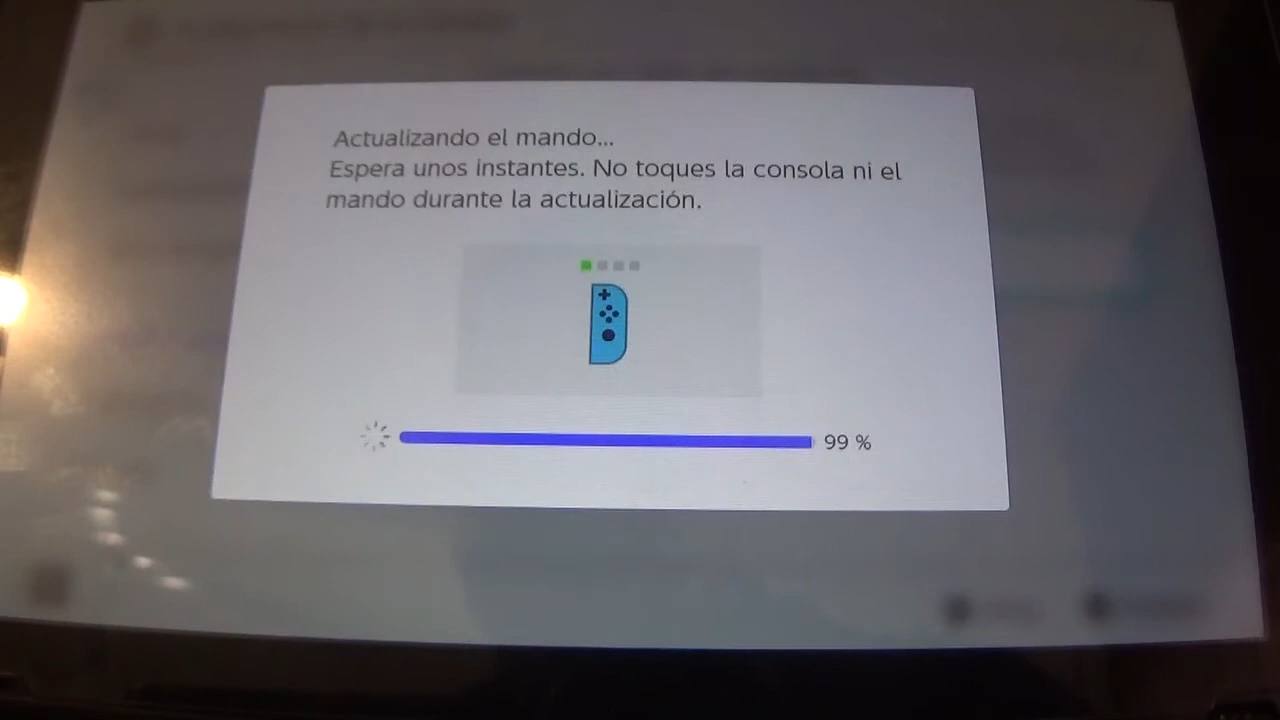 Actualizando el mando...
Espera unos instantes. No toques la consola ni el
mando durante la actualización.
99 %